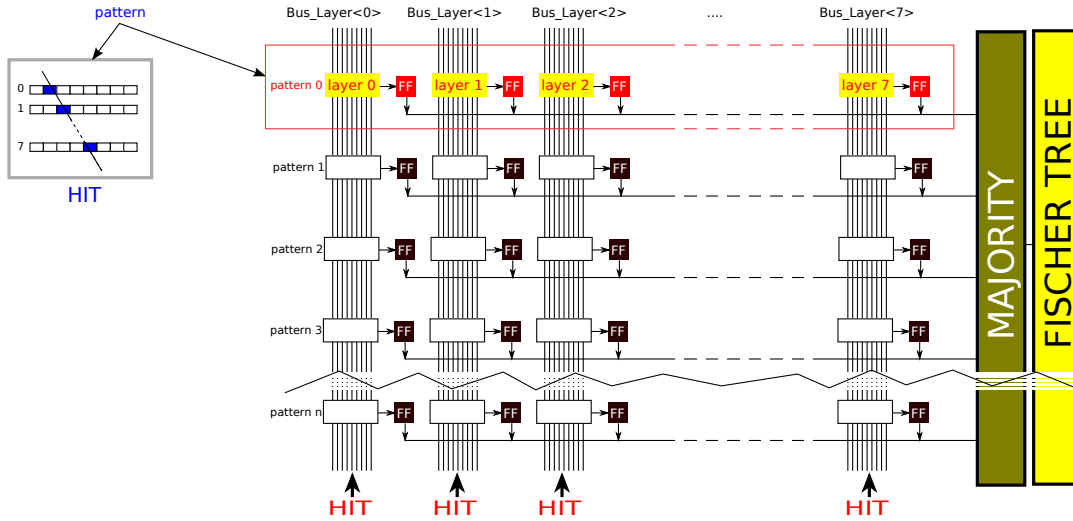 pattern
Bus_Layer<0>
Bus_Layer<1>
Bus_Layer<2>
....
Bus_Layer<7>
0
1
7
HIT
pattern 0
layer 0
FF
layer 1
FF
layer 2
FF
layer 7
FF
pattern 1
FF
FF
FF
FF
pattern 2
FF
FF
FF
FF
pattern 3
FF
FF
FF
FF
pattern n
FF
FF
FF
FF
HIT
HIT
HIT
HIT
MAJORITY
FISCHER TREE